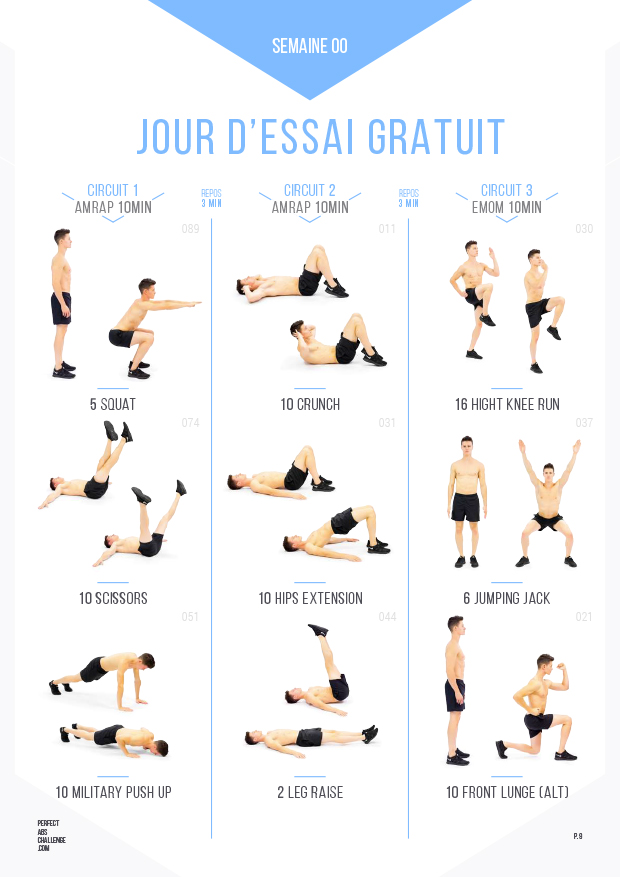 SEMAINE 00
JOUR D'ESSAI GRATUIT
CIRCUIT 1
AMRAP 10MIN
REPOS
3 MIN
CIRCUIT 2
AMRAP 10MIN
REPOS
3 MIN
CIRCUIT 3
EMOM 10MIN
089
5 SQUAT
011
10 CRUNCH
030
16 HIGHT KNEE RUN
074
10 SCISSORS
031
10 HIPS EXTENSION
037
6 JUMPING JACK
051
10 MILITARY PUSH UP
044
2 LEG RAISE
021
10 FRONT LUNGE (ALT)
PERFECT
ABS
CHALLENGE
.COM
P.9